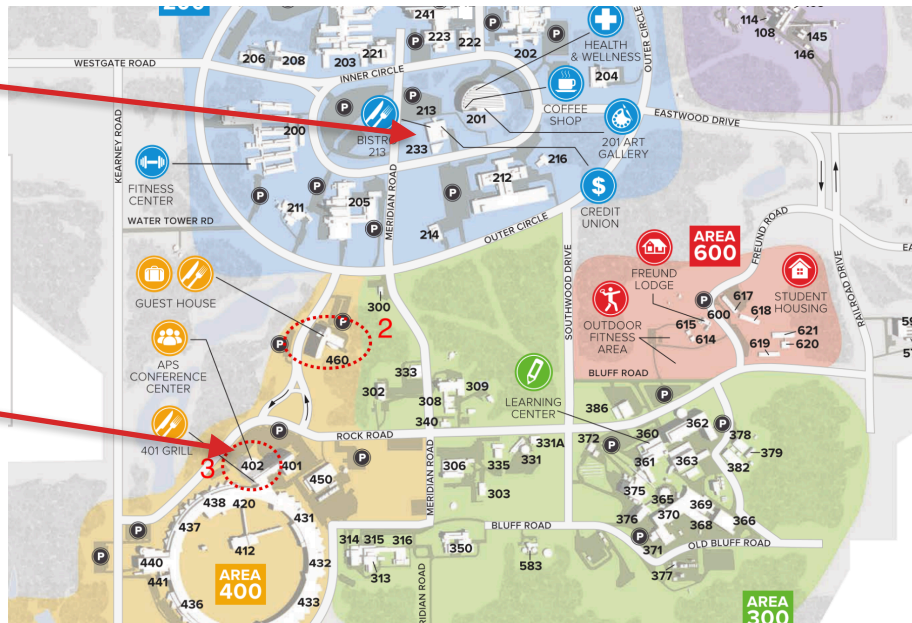 200
241
223
222
206
208
203
221
202
P
P
P
HEALTH
& WELLNESS
204
OUTER CIRCLE
114
108
145
146
WESTGATE ROAD
INNER CIRCLE
KEARNEY ROAD
200
P
P
213
201
COFFEE
SHOP
EASTWOOD DRIVE
BISTRO
213
233
201 ART
GALLERY
216
FITNESS
CENTER
P
P
205
211
MERIDIAN ROAD
P
212
$
CREDIT
UNION
WATER TOWER RD
P
214
OUTER CIRCLE
SOUTHWOOD DRIVE
AREA
600
FREUND ROAD
FREUND
LODGE
STUDENT
HOUSING
RAILROAD DRIVE
GUEST HOUSE
300
P
2
P
460
P
617
600
618
OUTDOOR
FITNESS
AREA
615
614
621
620
619
BLUFF ROAD
APS
CONFERENCE
CENTER
333
302
309
308
340
LEARNING
CENTER
386
P
ROCK ROAD
401 GRILL
3
402
401
P
450
P
MERIDIAN ROAD
306
335
331A
331
303
372
P
360
362
P
378
379
382
361
363
375
365
369
376
370
368
366
P
371
OLD BLUFF ROAD
377
438
420
437
431
412
432
P
P
440
441
436
433
AREA
400
314
315
316
313
350
BLUFF ROAD
583
MERIDIAN ROAD
AREA
300